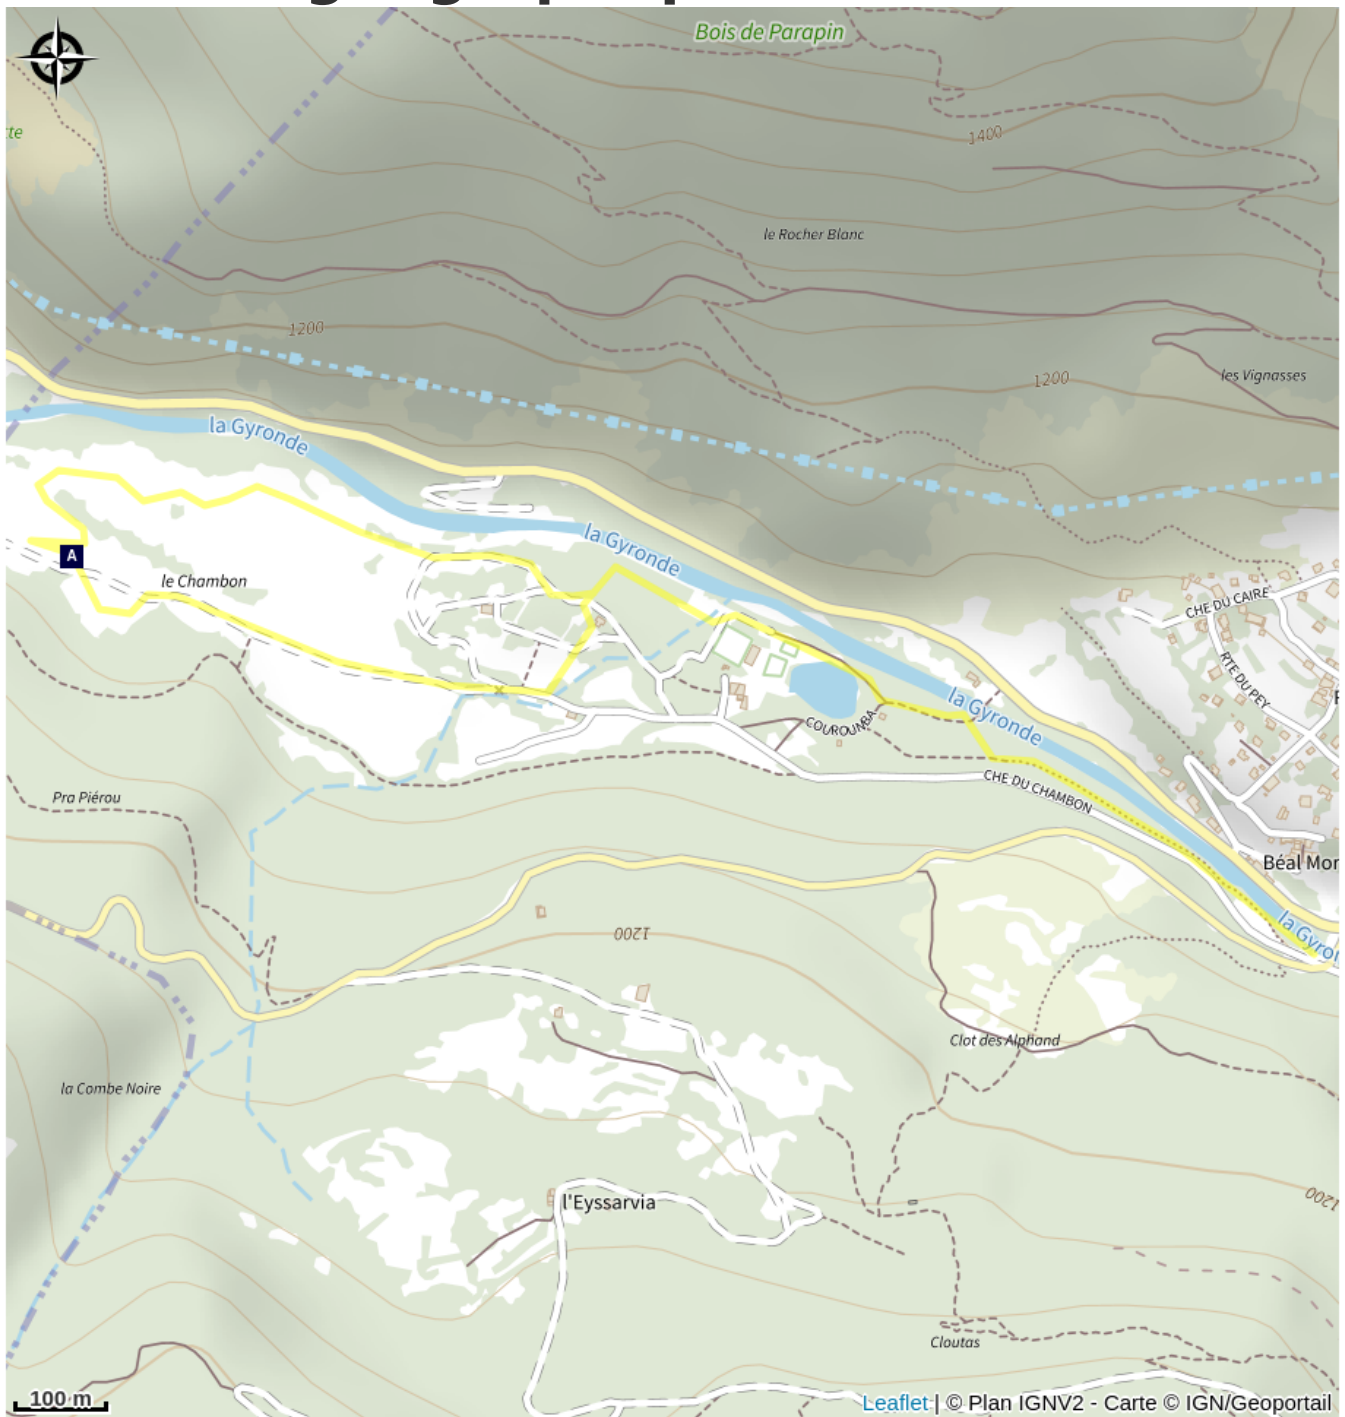 Bois de Parapin
cte
1400
le Rocher Blanc
1200
1200
les Vignasses
la Gyronde
la Gyronde
A
le Chambon
CHE DU CAIRE
RTE DU PEY
la Gyronde
COUROUNBA
CHE DU CHAMBON
Pra Piérou
Béal Mor
1200
la Gyron
Clot des Alphand
la Combe Noire
l'Eyssarvia
1200
Cloutas
100 m
Leaflet | © Plan IGNV2 - Carte © IGN/Geoportail